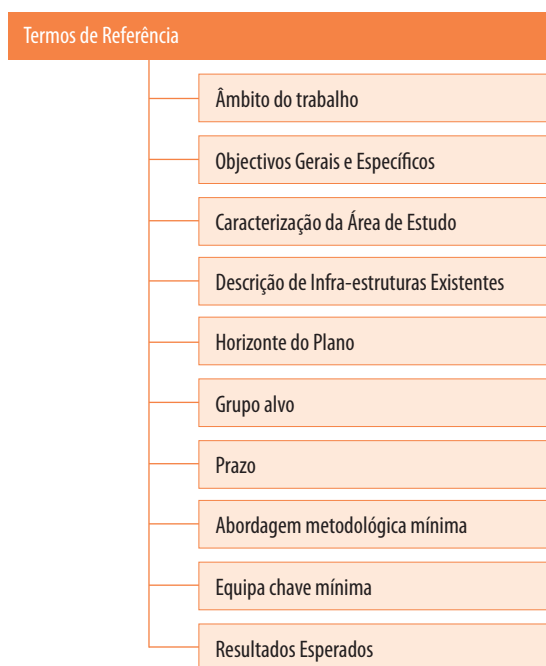 Termos de Referência
Âmbito do trabalho
Objectivos Gerais e Específicos
Caracterização da Área de Estudo
Descrição de Infra-estruturas Existentes
Horizonte do Plano
Grupo alvo
Prazo
Abordagem metodológica mínima
Equipa chave mínima
Resultados Esperados